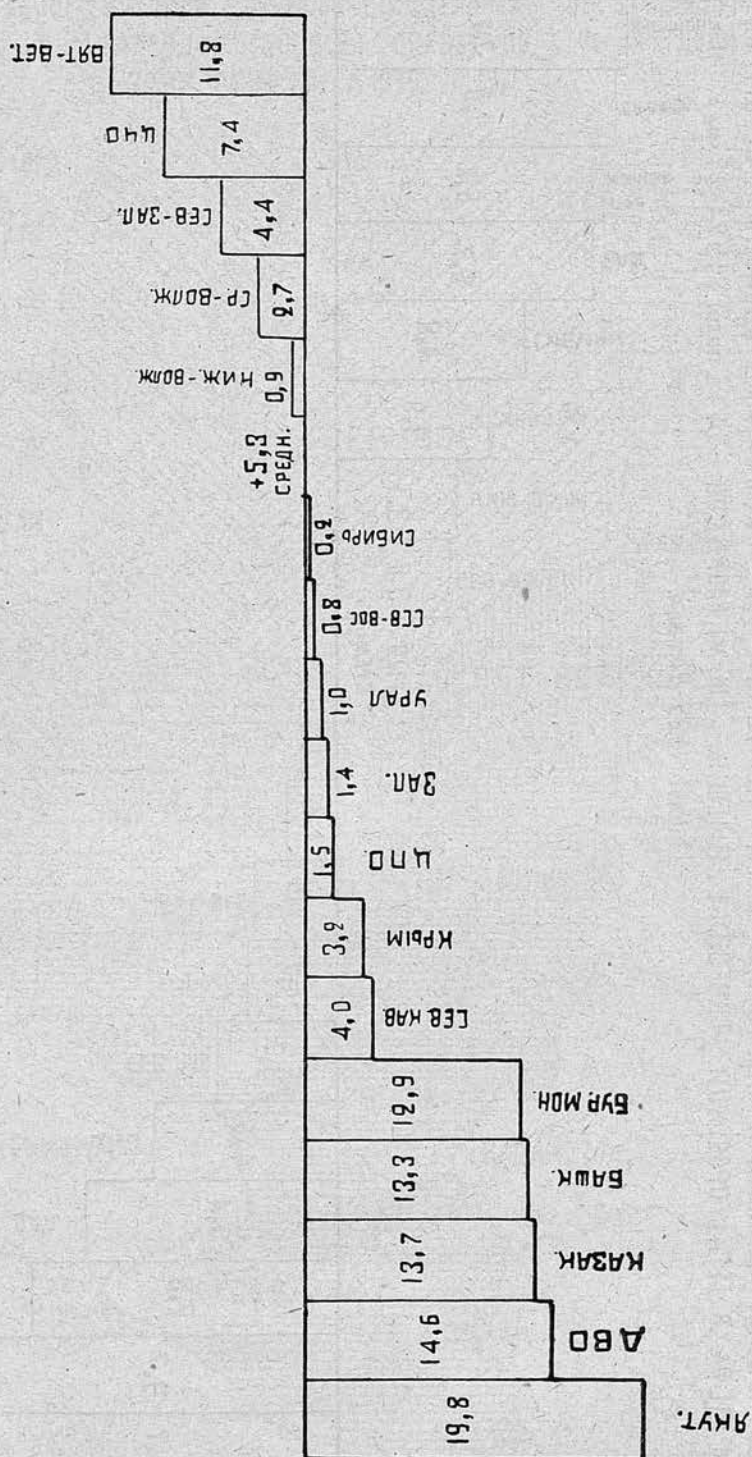 ВЯТ-ВЕТ.
11,8
ЦЧО
7,4
СЕВ-ЗАП.
4,4
СР-ВОЛЖ.
2,7
НИЖ.-ВОЛЖ
0,9
+5,3
СРЕДН.
СИБИРЬ
0,2
СЕВ-ВОС
0,8
УРАЛ
1,0
ЗАП.
1,4
ЦПО
1,5
КРЫМ
3,2
СЕВ.КАВ
4,0
БУР.МОН
12,9
БАШК.
13,3
КАЗАК
13,7
ДВО
14,6
ЯКУТ.
19,8